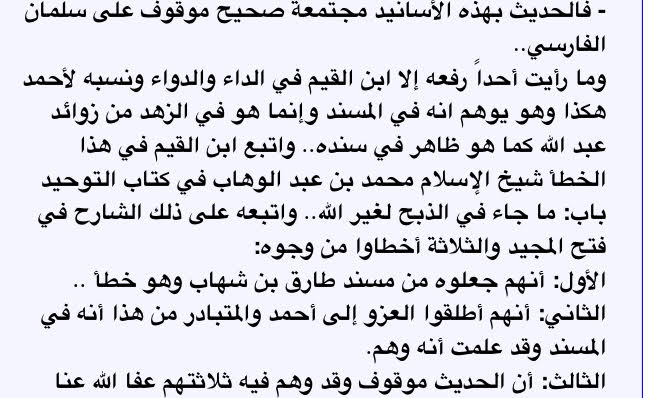 - فالحديث بهذه الأسانيد مجتمعة صحيح موقوف على سلمان
الفارسي..
وما رأيت أحداً رفعه إلا ابن القيم في الداء والدواء ونسبه لأحمد
هكذا وهو يوهم انه في المسند وإنما هو في الزهد من زوائد
عبد الله كما هو ظاهر في سنده.. واتبع ابن القيم في هذا
الخطأ شيخ الإسلام محمد بن عبد الوهاب في كتاب التوحيد
باب: ما جاء في الذبح لغير الله.. واتبعه على ذلك الشارح في
فتح المجيد والثلاثة أخطاوا من وجوه:
الأول: أنهم جعلوه من مسند طارق بن شهاب وهو خطأ ..
الثاني: أنهم أطلقوا العزو إلى أحمد والمتبادر من هذا أنه في
المسند وقد علمت أنه وهم.
الثالث: أن الحديث موقوف وقد وهم فيه ثلاثتهم عفا الله عنا